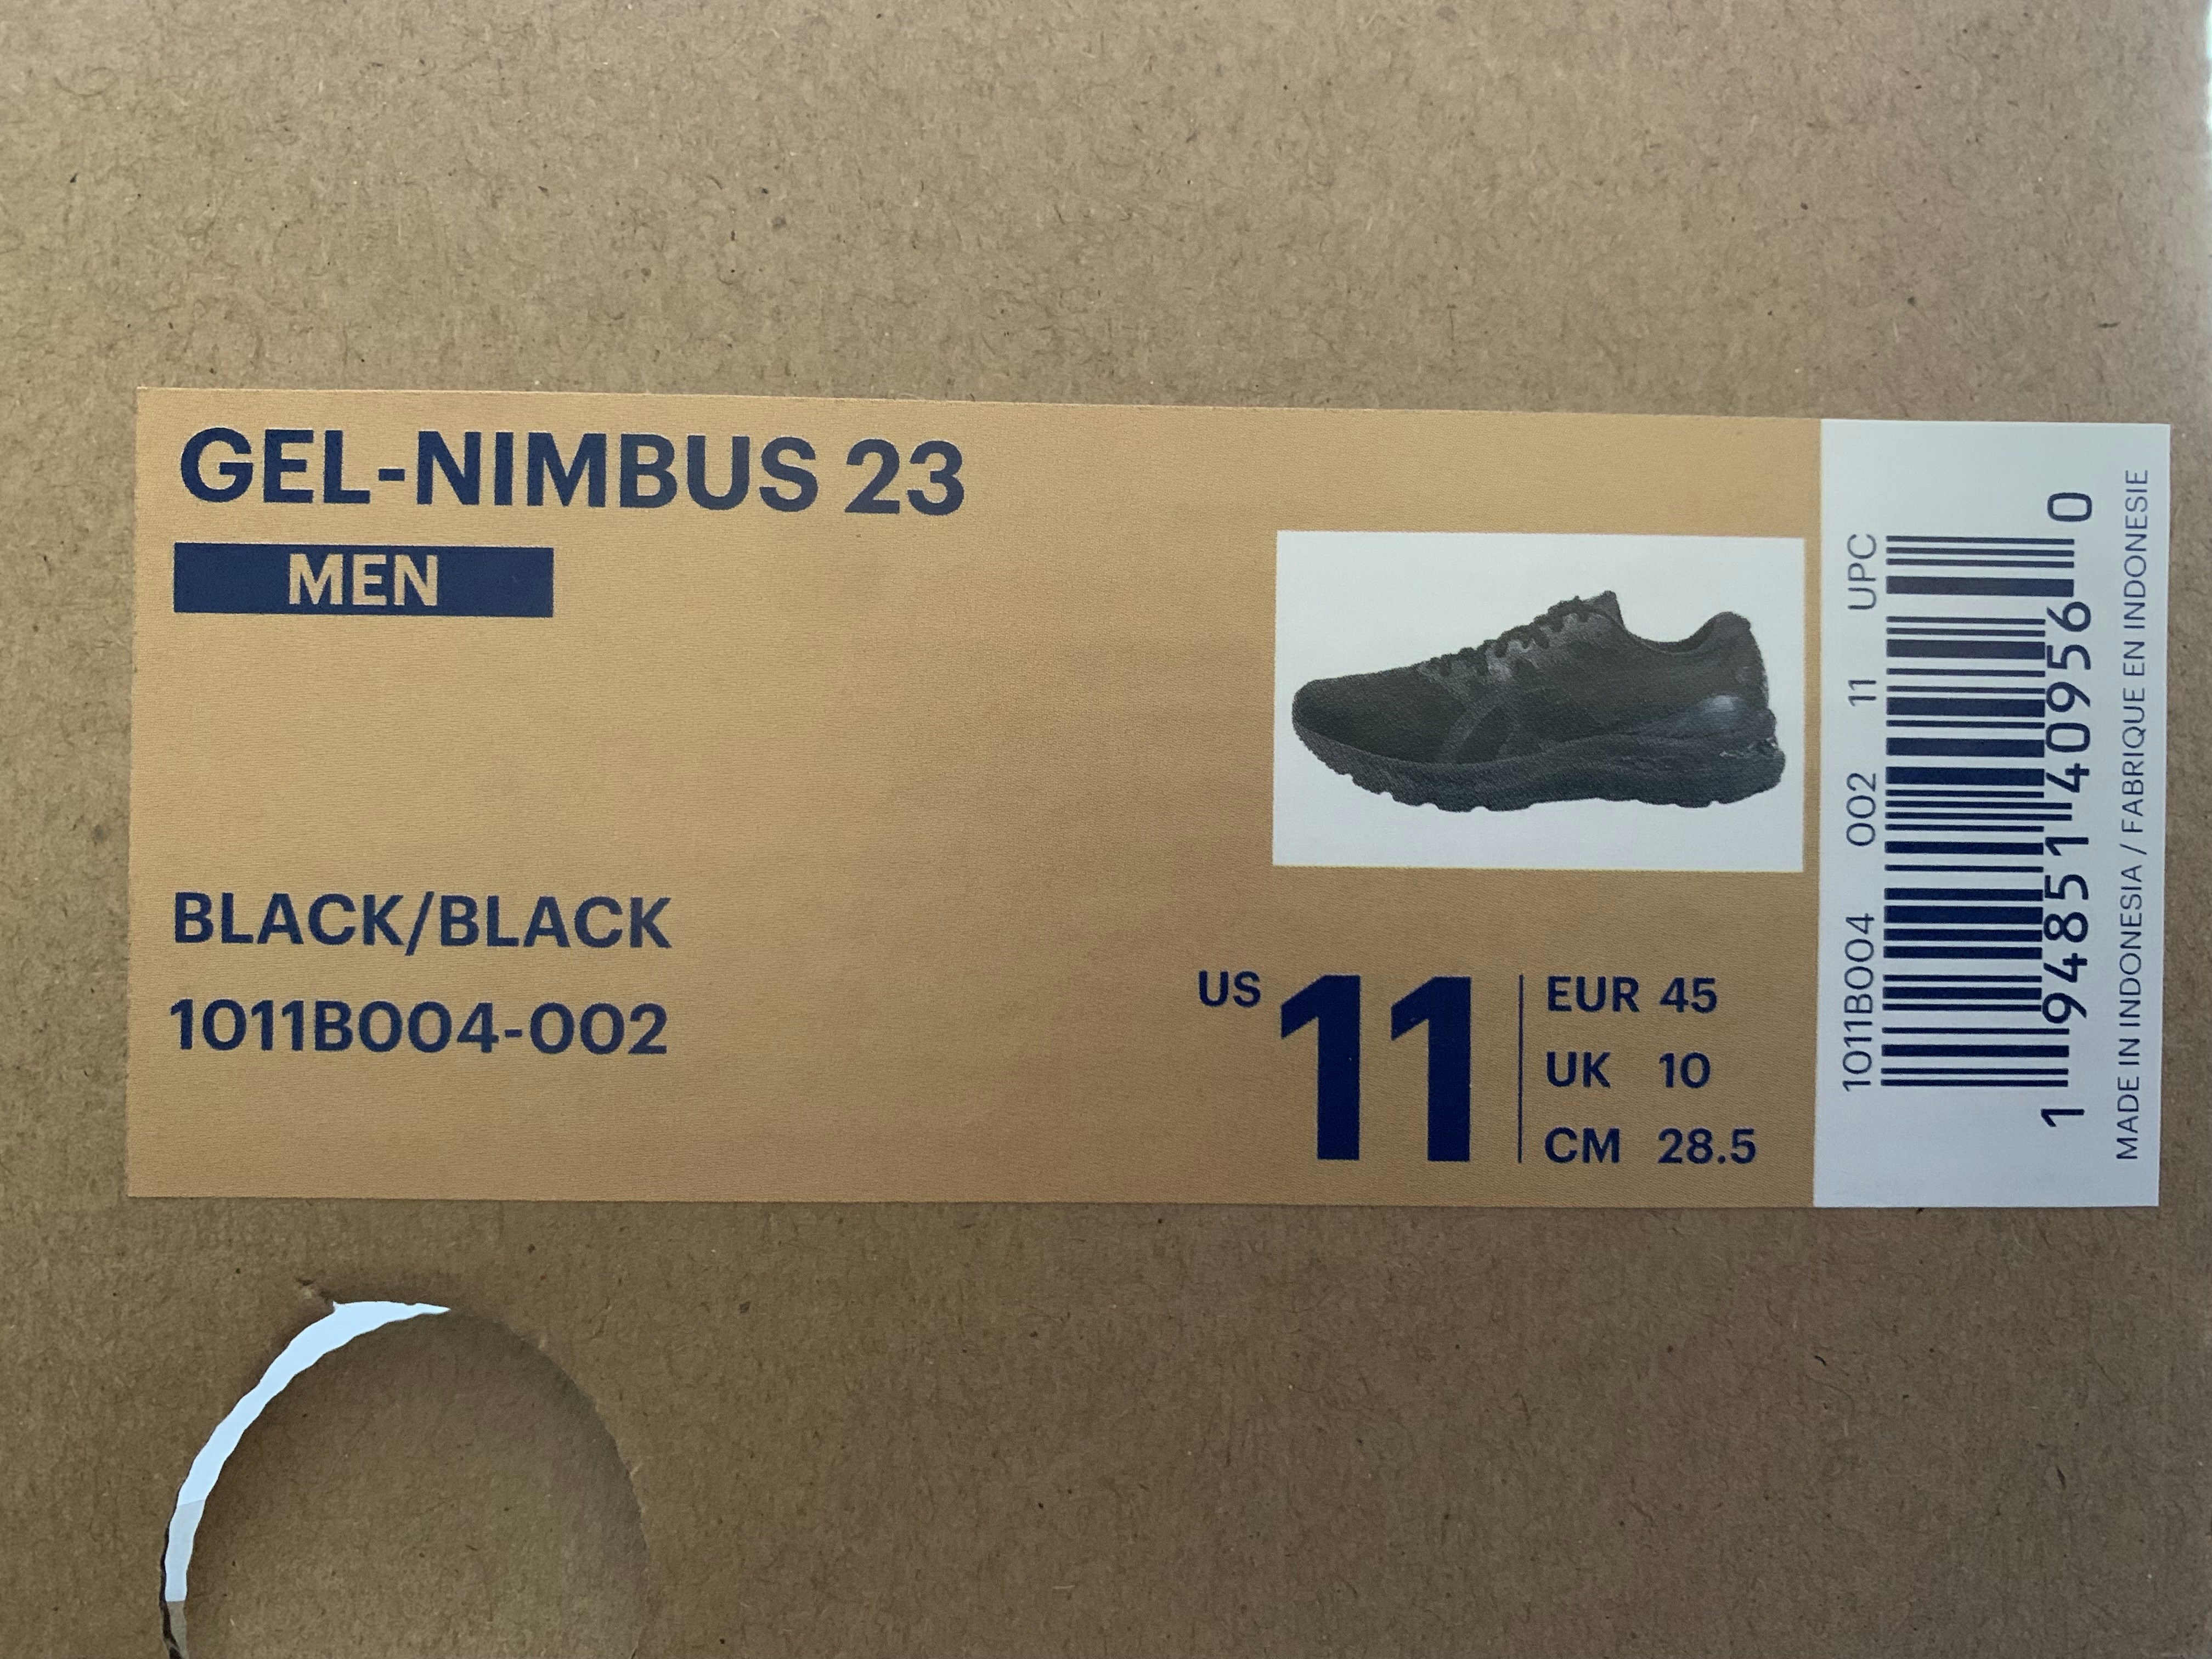 GEL-NIMBUS 23
MEN
BLACK/BLACK
1011B004-002
US 11
EUR 45
UK 10
CM 28.5
1011B004 002 11 UPC
1 94851 40956 0
MADE IN INDONESIA / FABRIQUE EN INDONESIE